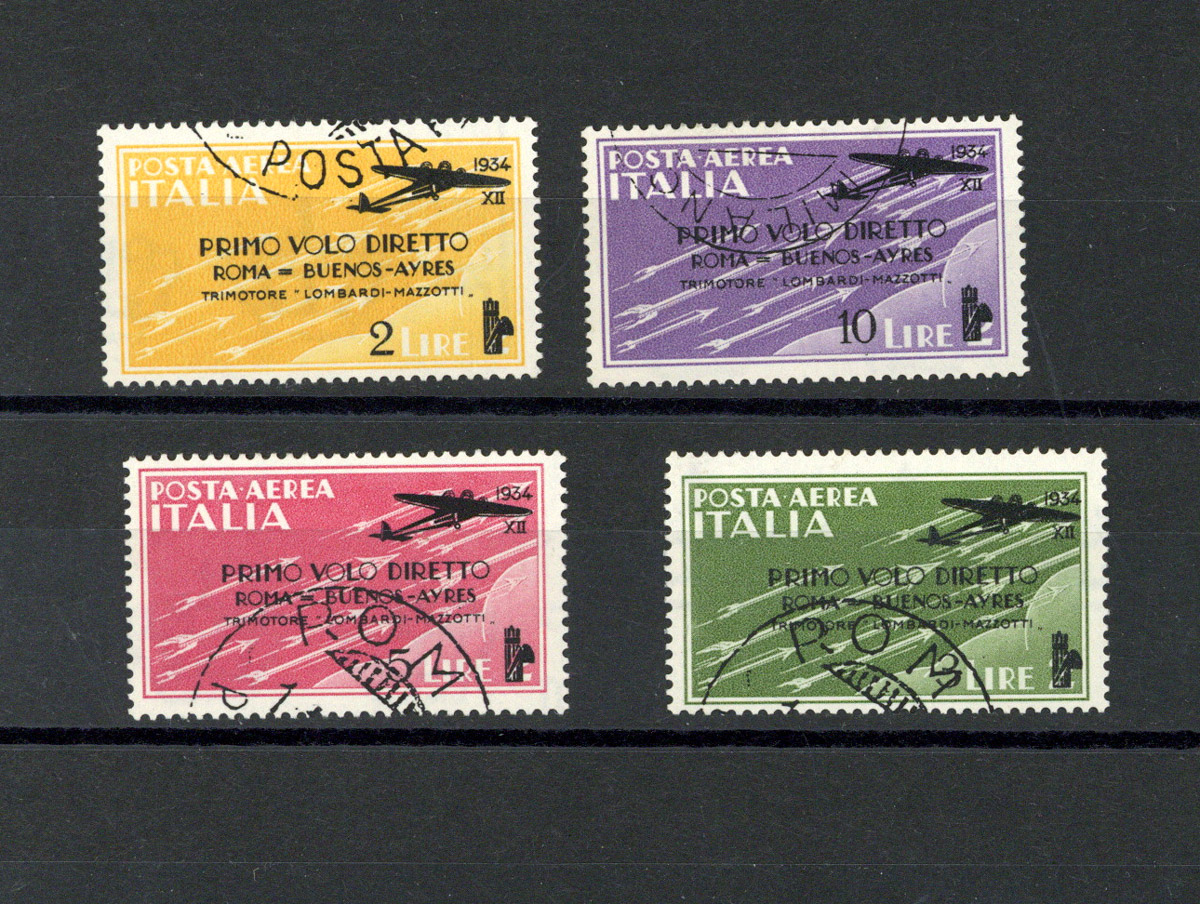 POSTA
POSTA·AEREA
ITALIA
1934
XII
PRIMO VOLO DIRETTO
ROMA = BUENOS-AYRES
TRIMOTORE "LOMBARDI-MAZZOTTI"
2 LIRE
POSTA·AEREA
ITALIA
1934
XII
PRIMO VOLO DIRETTO
ROMA = BUENOS-AYRES
TRIMOTORE "LOMBARDI-MAZZOTTI"
10 LIRE
POSTA·AEREA
ITALIA
1934
XII
PRIMO VOLO DIRETTO
ROMA = BUENOS-AYRES
TRIMOTORE "LOMBARDI-MAZZOTTI"
ROM
5 LIRE
POSTA·AEREA
ITALIA
1934
XII
PRIMO VOLO DIRETTO
ROMA = BUENOS-AYRES
TRIMOTORE "LOMBARDI-MAZZOTTI"
ROM
LIRE